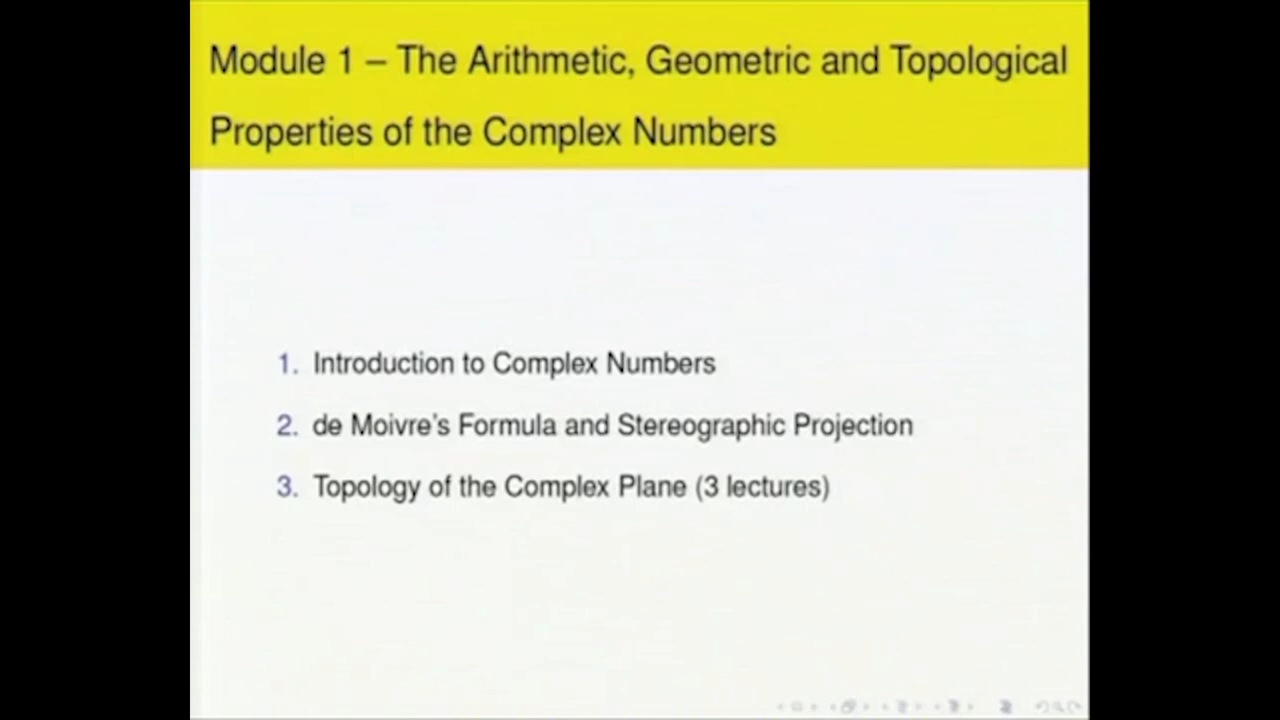 Module 1 – The Arithmetic, Geometric and Topological
Properties of the Complex Numbers
1. Introduction to Complex Numbers
2. de Moivre's Formula and Stereographic Projection
3. Topology of the Complex Plane (3 lectures)